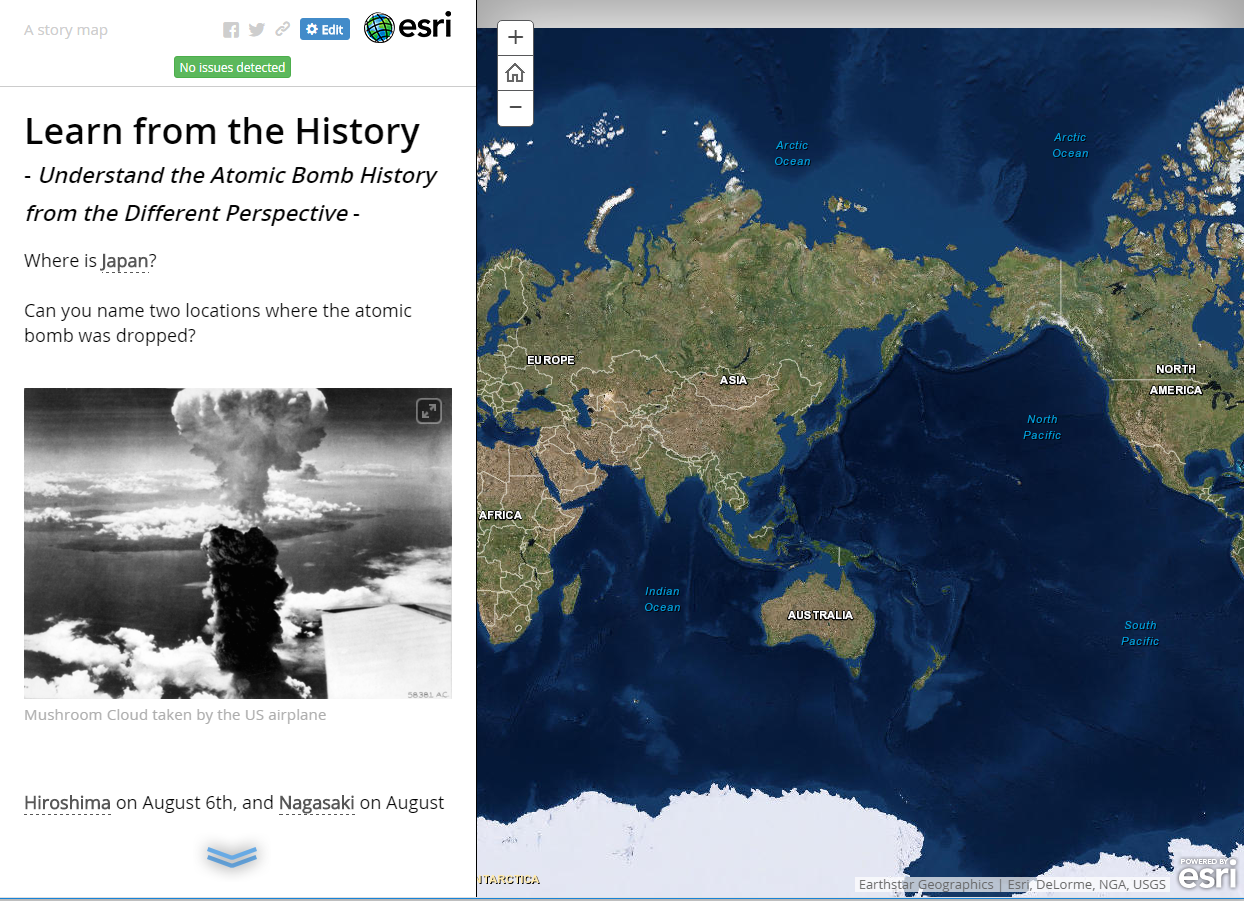 A story map
Edit
esri
No issues detected
Learn from the History
- Understand the Atomic Bomb History
from the Different Perspective -
Where is Japan?
Can you name two locations where the atomic
bomb was dropped?
58381 AC
Mushroom Cloud taken by the US airplane
Hiroshima on August 6th, and Nagasaki on August
+
−
Arctic
Ocean
Arctic
Ocean
EUROPE
ASIA
NORTH
AMERICA
North
Pacific
AFRICA
Indian
Ocean
AUSTRALIA
South
Pacific
NTARCTICA
Earthstar Geographics | Esri, DeLorme, NGA, USGS
POWERED BY
esri